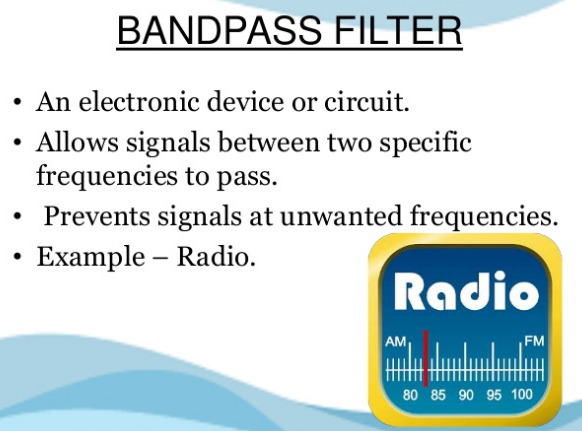 BANDPASS FILTER
• An electronic device or circuit.
• Allows signals between two specific
frequencies to pass.
• Prevents signals at unwanted frequencies.
• Example – Radio.
Radio
AM FM
80 85 90 95 100